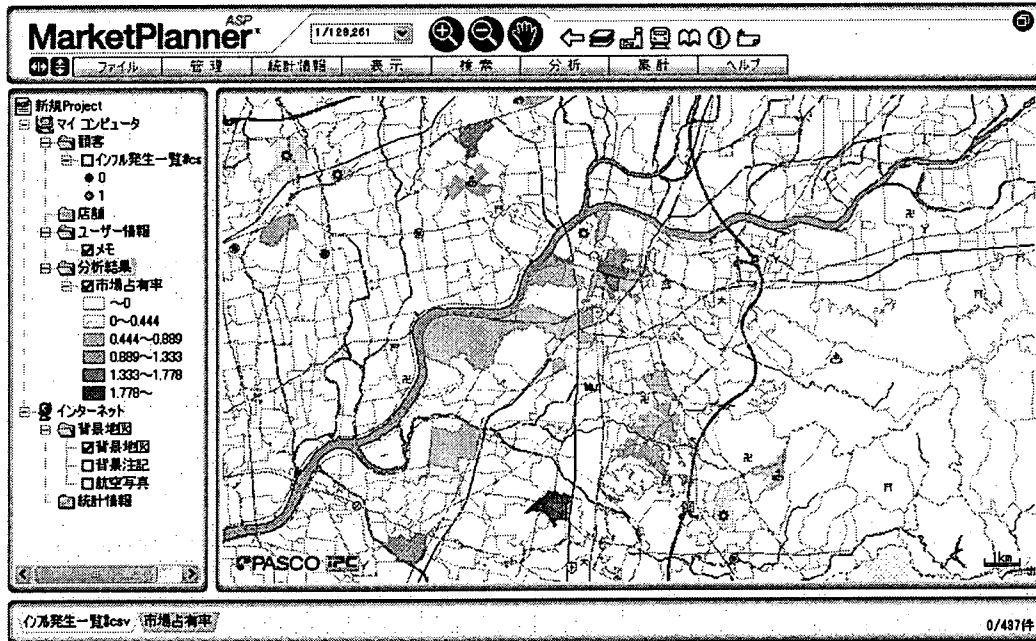 MarketPlanner ASP
1/128,261
ファイル 管理 統計情報 表示 検索 分析 集計 ヘルプ
新規Project
マイ コンピュータ
顧客
インフル発生一覧$cs
0
1
店舗
ユーザー情報
メモ
分析結果
市場占有率
～0
0～0.444
0.444～0.889
0.889～1.333
1.333～1.778
1.778～
インターネット
背景地図
背景地図
背景注記
航空写真
統計情報
PASCO
1km
インフル発生一覧$csv 市場占有率
0/437件